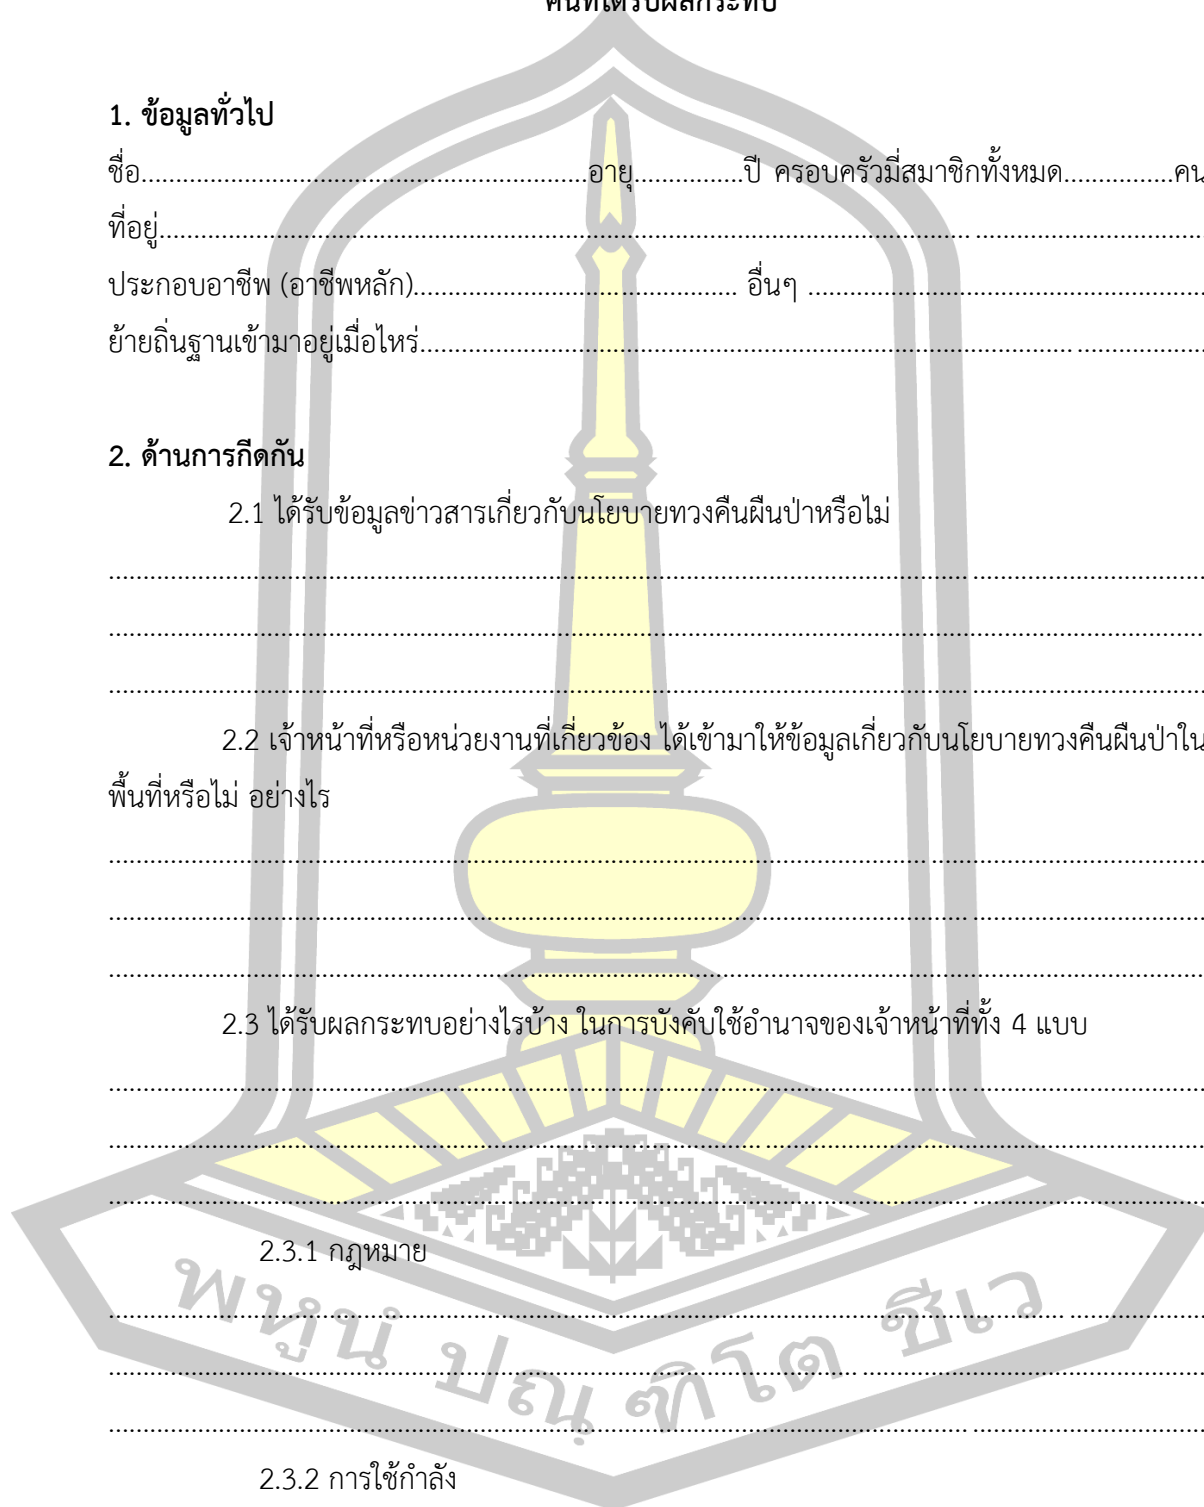 คนที่ได้รับผลกระทบ
1. ข้อมูลทั่วไป
ชื่อ.................................................................อายุ................ปี ครอบครัวมีสมาชิกทั้งหมด................คน
ที่อยู่........................................................................................................................................................
ประกอบอาชีพ (อาชีพหลัก)............................................... อื่นๆ ..........................................................
ย้ายถิ่นฐานเข้ามาอยู่เมื่อไหร่..................................................................................................................
2. ด้านการกีดกัน
2.1 ได้รับข้อมูลข่าวสารเกี่ยวกับนโยบายทวงคืนผืนป่าหรือไม่
................................................................................................................................................................
................................................................................................................................................................
................................................................................................................................................................
2.2 เจ้าหน้าที่หรือหน่วยงานที่เกี่ยวข้อง ได้เข้ามาให้ข้อมูลเกี่ยวกับนโยบายทวงคืนผืนป่าใน
พื้นที่หรือไม่ อย่างไร
................................................................................................................................................................
................................................................................................................................................................
................................................................................................................................................................
2.3 ได้รับผลกระทบอย่างไรบ้าง ในการบังคับใช้อำนาจของเจ้าหน้าที่ทั้ง 4 แบบ
................................................................................................................................................................
................................................................................................................................................................
................................................................................................................................................................
2.3.1 กฎหมาย
................................................................................................................................................................
................................................................................................................................................................
................................................................................................................................................................
พหูนํ ปณฺฑิโต ชีเว
2.3.2 การใช้กำลัง